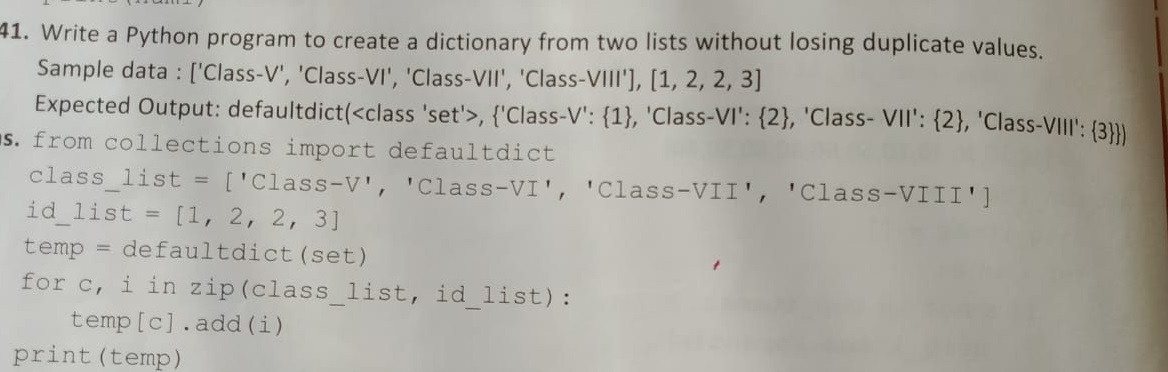 41. Write a Python program to create a dictionary from two lists without losing duplicate values.
Sample data : ['Class-V', 'Class-VI', 'Class-VII', 'Class-VIII'], [1, 2, 2, 3]
Expected Output: defaultdict(<class 'set'>, {'Class-V': {1}, 'Class-VI': {2}, 'Class- VII': {2}, 'Class-VIII': {3}})
s. from collections import defaultdict
class_list = ['Class-V', 'Class-VI', 'Class-VII', 'Class-VIII']
id_list = [1, 2, 2, 3]
temp = defaultdict(set)
for c, i in zip(class_list, id_list):
temp[c].add(i)
print(temp)